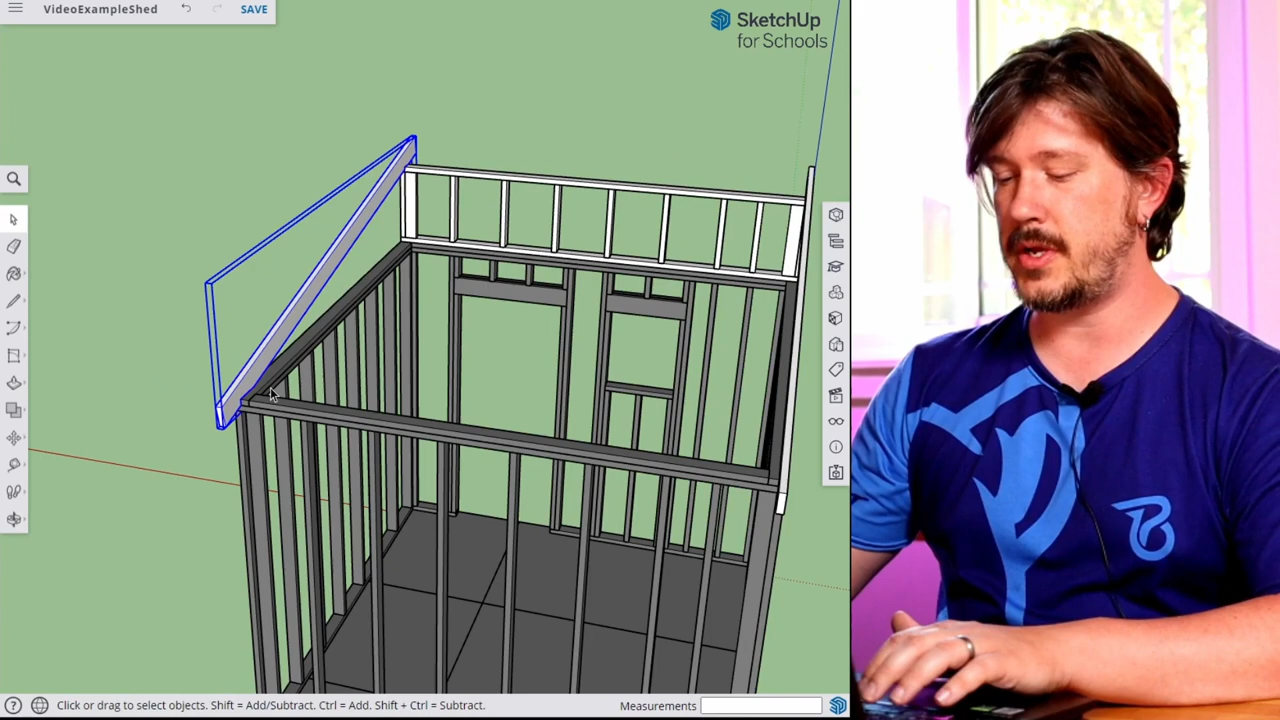 VideoExampleShed
SAVE
SketchUp
for Schools
Click or drag to select objects. Shift = Add/Subtract. Ctrl = Add. Shift + Ctrl = Subtract.
Measurements